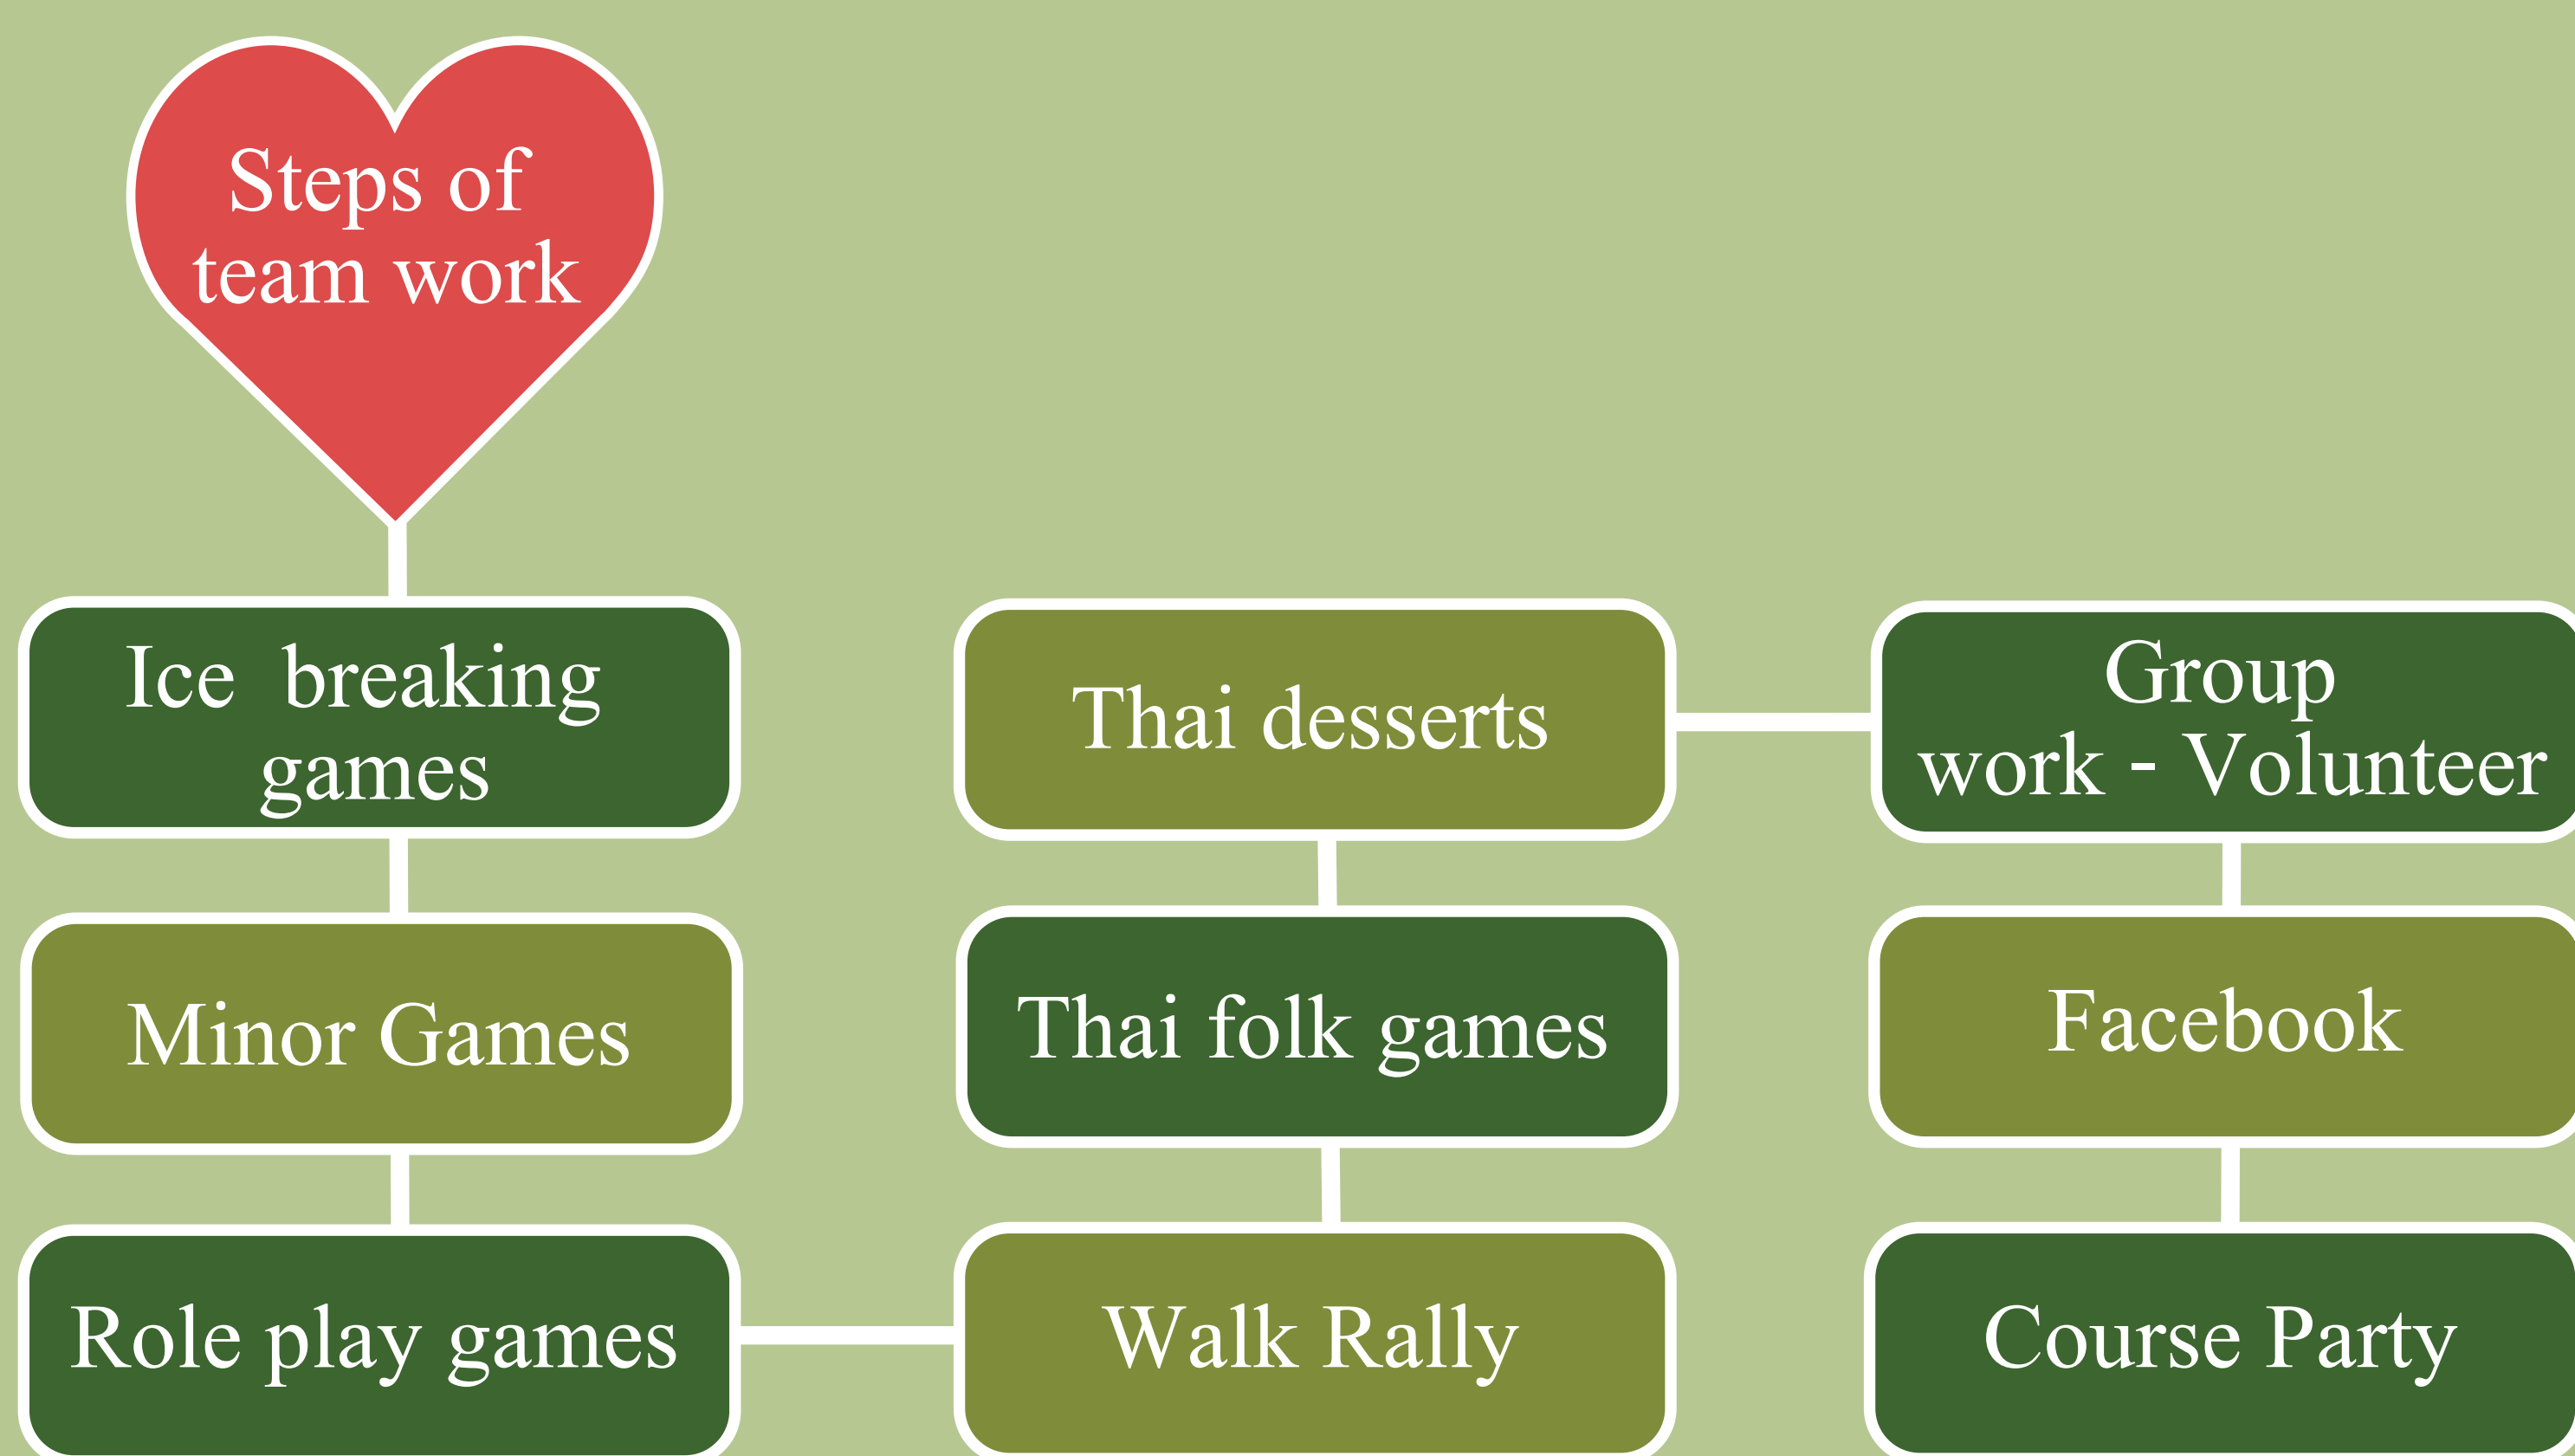 Steps of
team work
Ice  breaking
games
Minor Games
Role play games
Walk Rally
Thai folk games
Thai desserts
Group
work - Volunteer
Facebook
Course Party